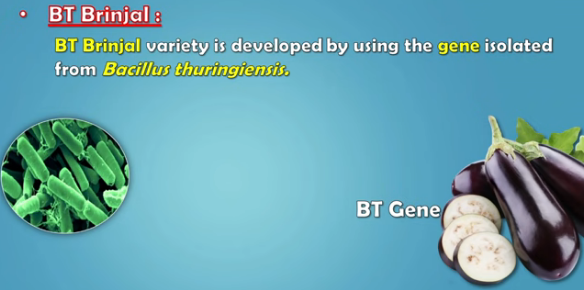 • BT Brinjal :
BT Brinjal variety is developed by using the gene isolated
from Bacillus thuringiensis.
BT Gene